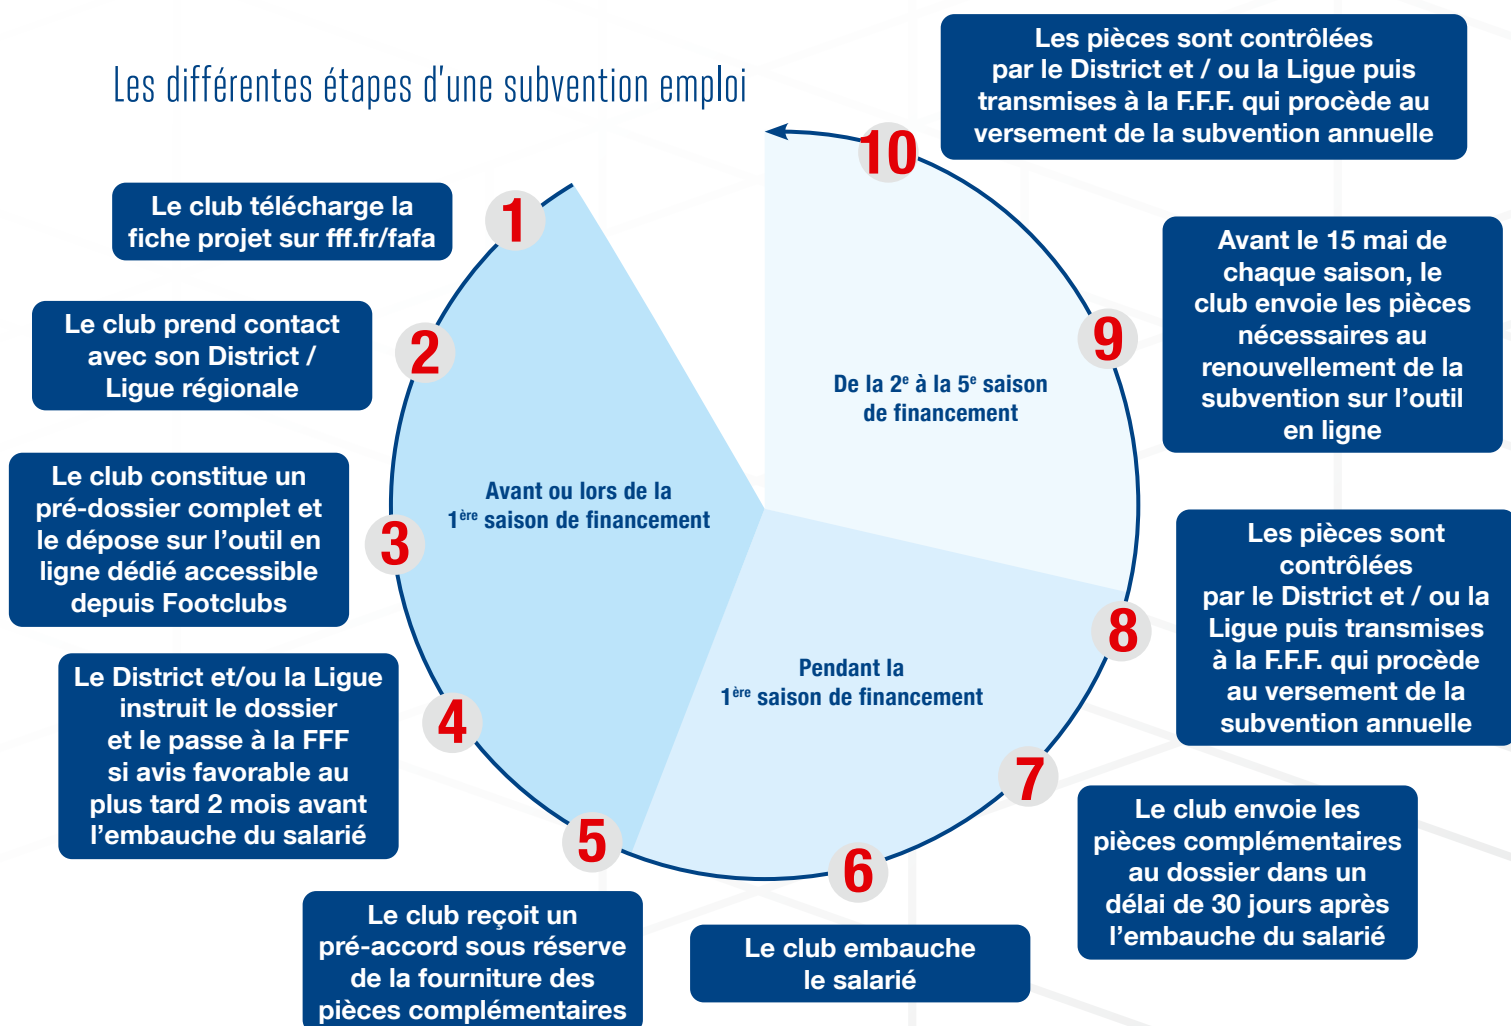 Les différentes étapes d'une subvention emploi
1
Le club télécharge la
fiche projet sur fff.fr/fafa
2
Le club prend contact
avec son District /
Ligue régionale
3
Le club constitue un
pré-dossier complet et
le dépose sur l'outil en
ligne dédié accessible
depuis Footclubs
4
Le District et/ou la Ligue
instruit le dossier
et le passe à la FFF
si avis favorable au
plus tard 2 mois avant
l'embauche du salarié
5
Le club reçoit un
pré-accord sous réserve
de la fourniture des
pièces complémentaires
Avant ou lors de la
1ère saison de financement
6
Le club embauche
le salarié
7
Le club envoie les
pièces complémentaires
au dossier dans un
délai de 30 jours après
l'embauche du salarié
8
Les pièces sont
contrôlées
par le District et / ou la
Ligue puis transmises
à la F.F.F. qui procède
au versement de la
subvention annuelle
Pendant la
1ère saison de financement
9
Avant le 15 mai de
chaque saison, le
club envoie les pièces
nécessaires au
renouvellement de la
subvention sur l'outil
en ligne
10
Les pièces sont contrôlées
par le District et / ou la Ligue puis
transmises à la F.F.F. qui procède au
versement de la subvention annuelle
De la 2e à la 5e saison
de financement